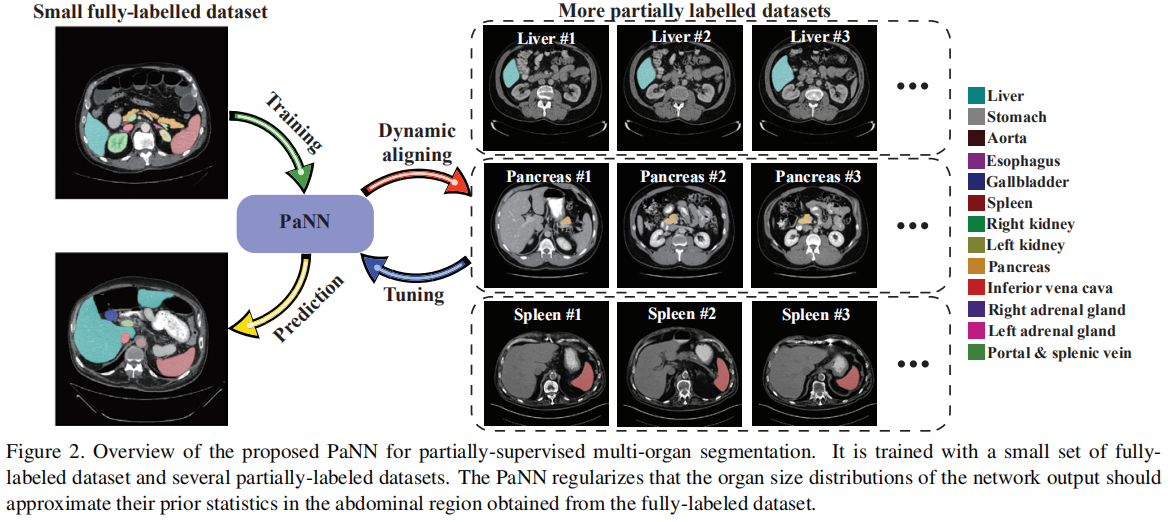 Small fully-labelled dataset
More partially labelled datasets
Liver #1
Liver #2
Liver #3
Training
Dynamic
aligning
PaNN
Pancreas #1
Pancreas #2
Pancreas #3
Tuning
Prediction
Spleen #1
Spleen #2
Spleen #3
Liver
Stomach
Aorta
Esophagus
Gallbladder
Spleen
Right kidney
Left kidney
Pancreas
Inferior vena cava
Right adrenal gland
Left adrenal gland
Portal & splenic vein
Figure 2. Overview of the proposed PaNN for partially-supervised multi-organ segmentation. It is trained with a small set of fully-
labeled dataset and several partially-labeled datasets. The PaNN regularizes that the organ size distributions of the network output should
approximate their prior statistics in the abdominal region obtained from the fully-labeled dataset.